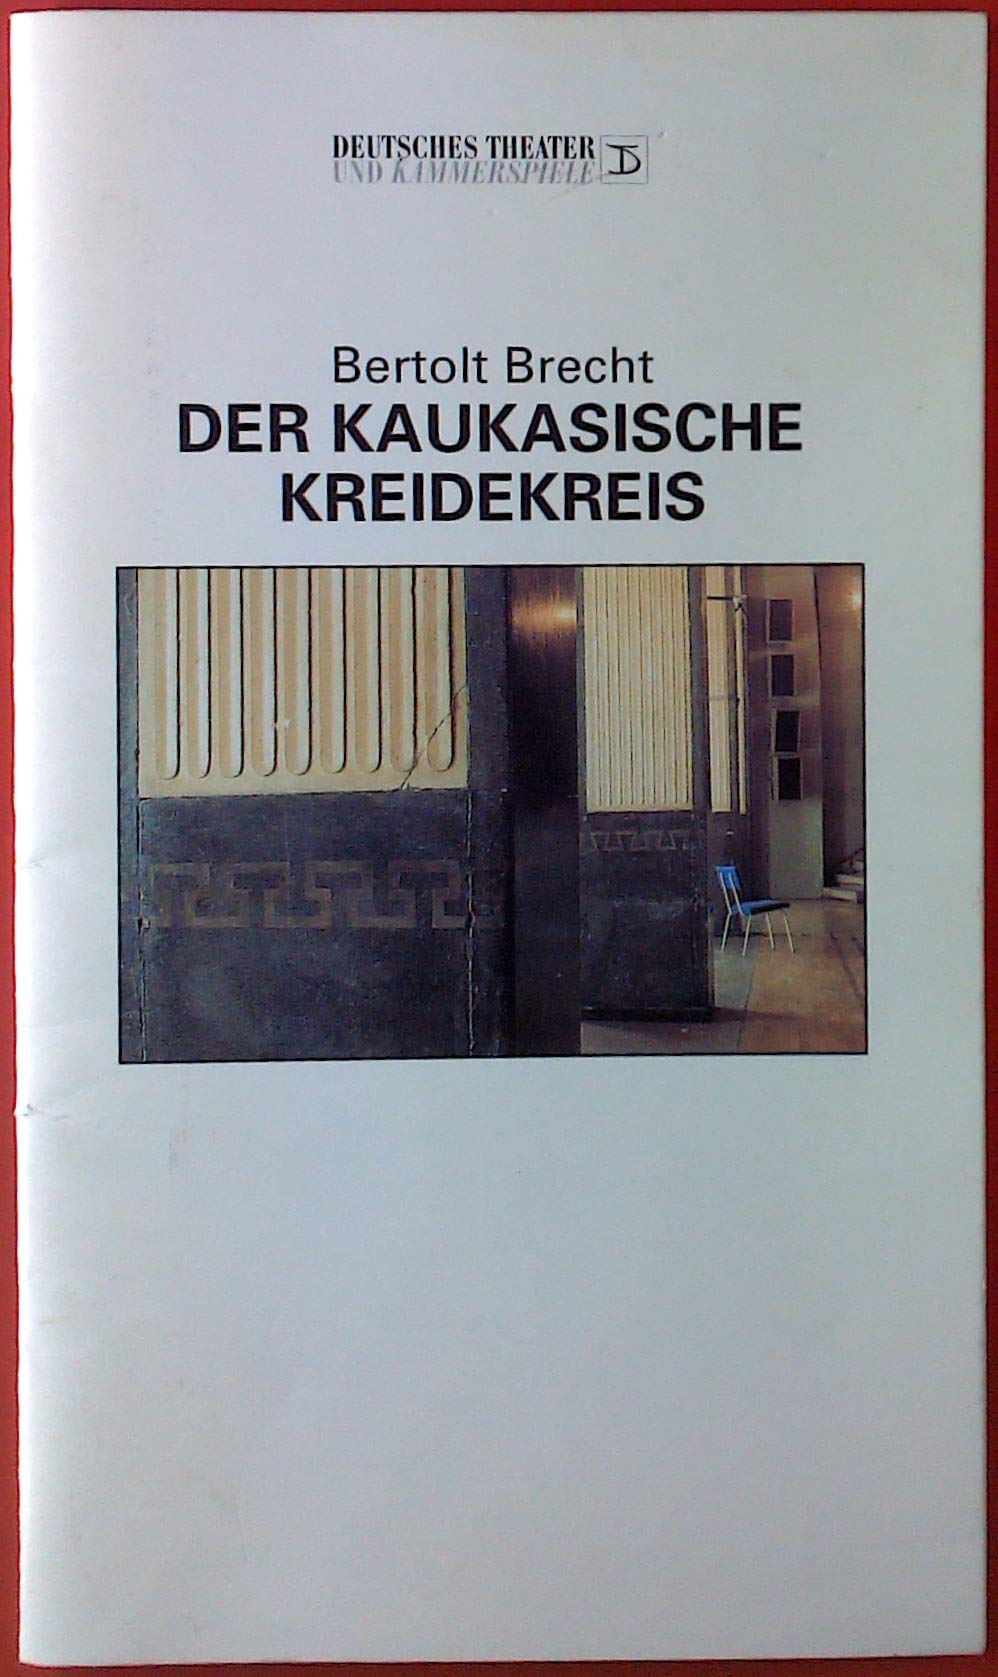 DEUTSCHES THEATER
UND KAMMERSPIELE
Bertolt Brecht
DER KAUKASISCHE
KREIDEKREIS